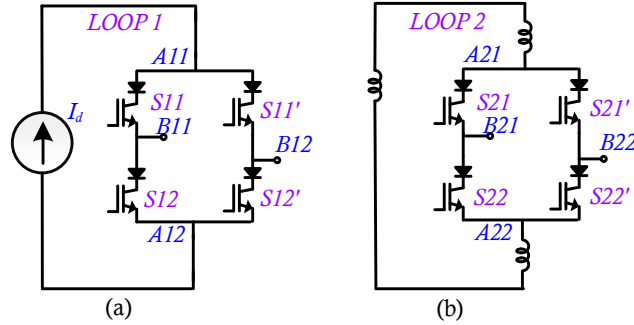 LOOP 1
A11
I_d
S11
S11'
B11
B12
S12
S12'
A12
(a)
LOOP 2
A21
S21
S21'
B21
B22
S22
S22'
A22
(b)